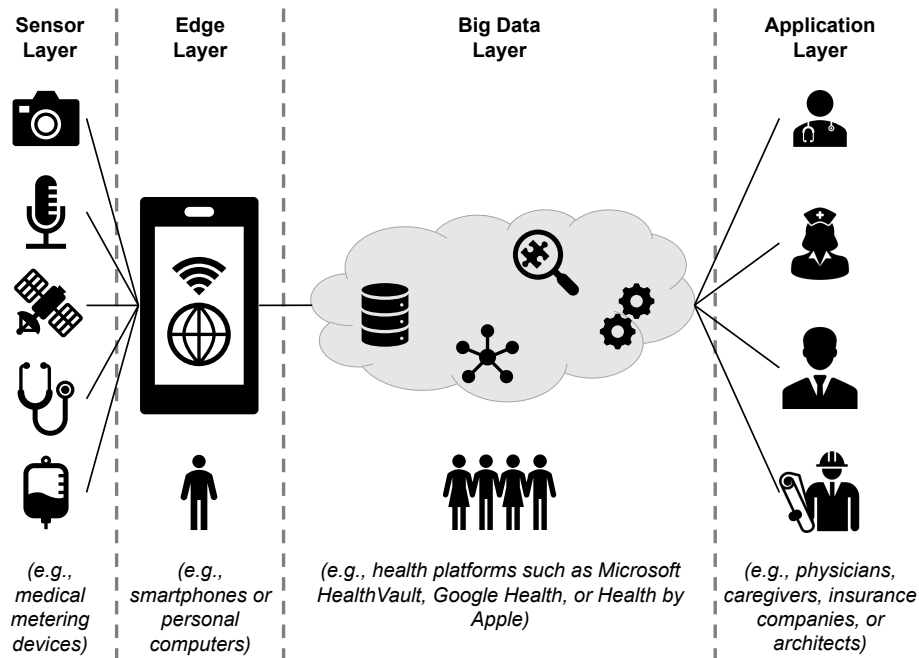 Sensor
Layer
Edge
Layer
Big Data
Layer
Application
Layer
(e.g.,
medical
metering
devices)
(e.g.,
smartphones or
personal
computers)
(e.g., health platforms such as Microsoft
HealthVault, Google Health, or Health by
Apple)
(e.g., physicians,
caregivers, insurance
companies, or
architects)